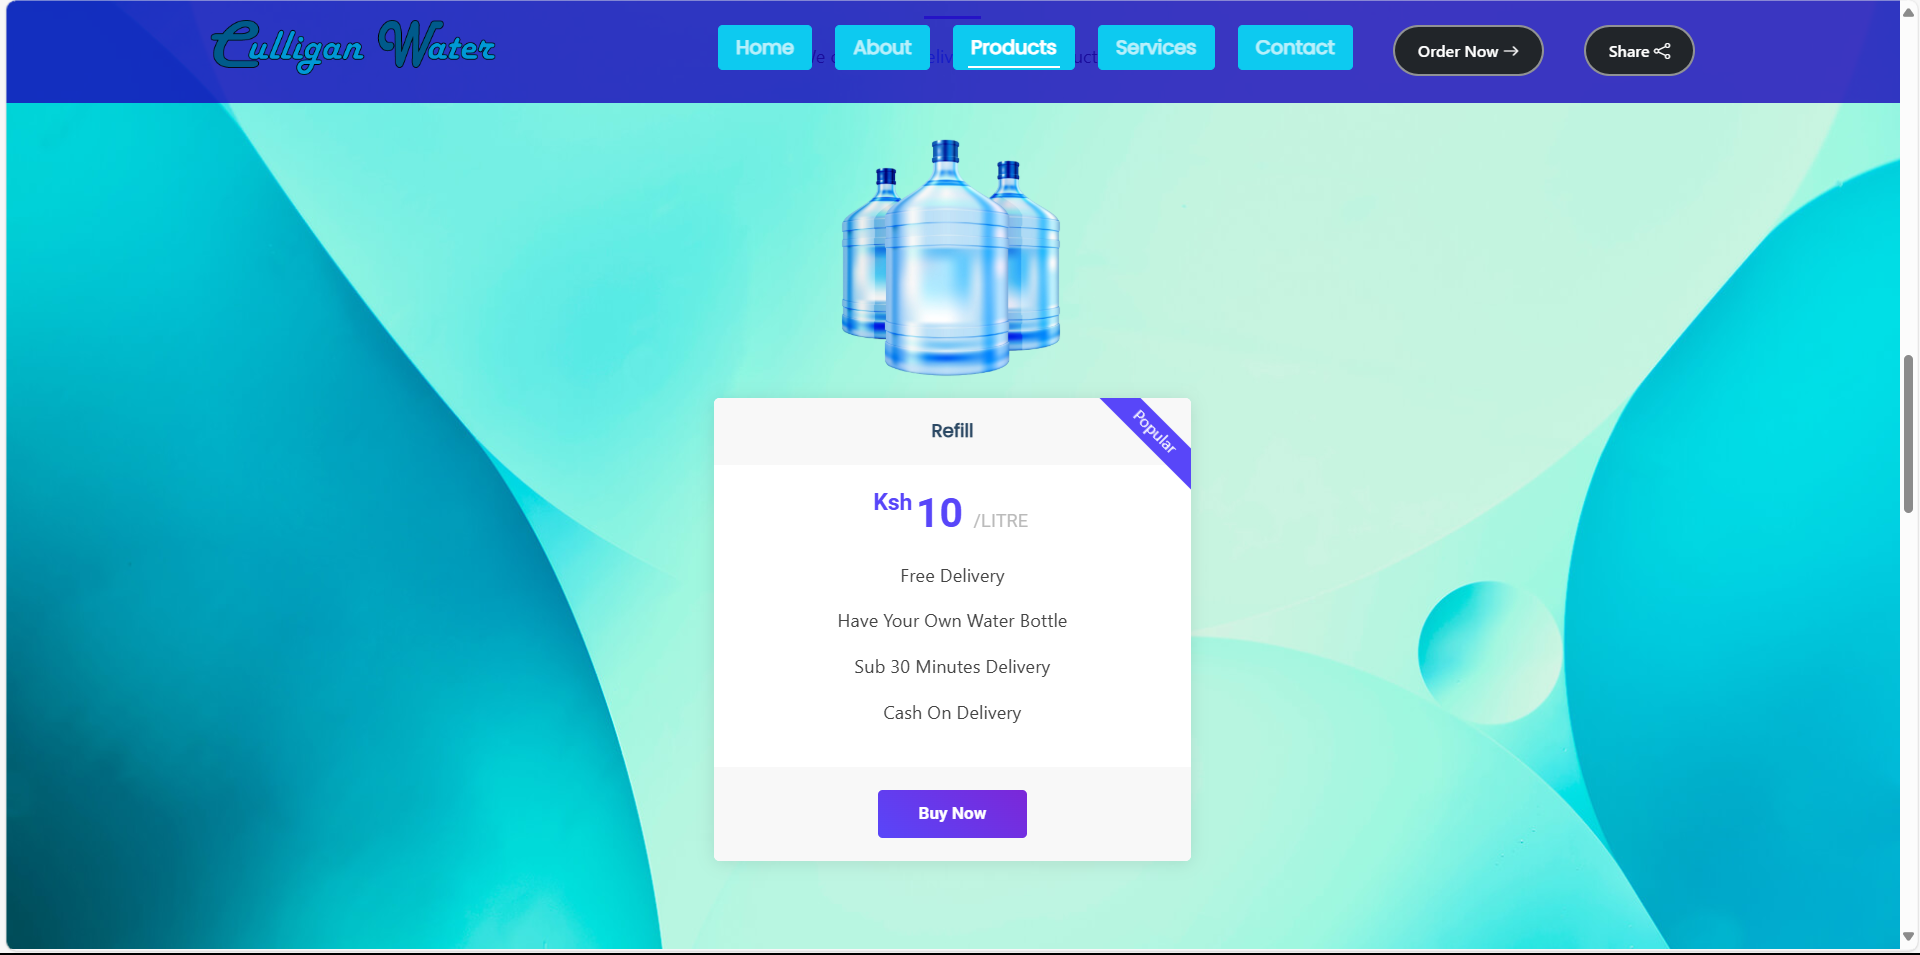 Culligan Water
Home
About
Products
Services
Contact
Order Now →
Share
Refill
Popular
Ksh 10 /LITRE
Free Delivery
Have Your Own Water Bottle
Sub 30 Minutes Delivery
Cash On Delivery
Buy Now